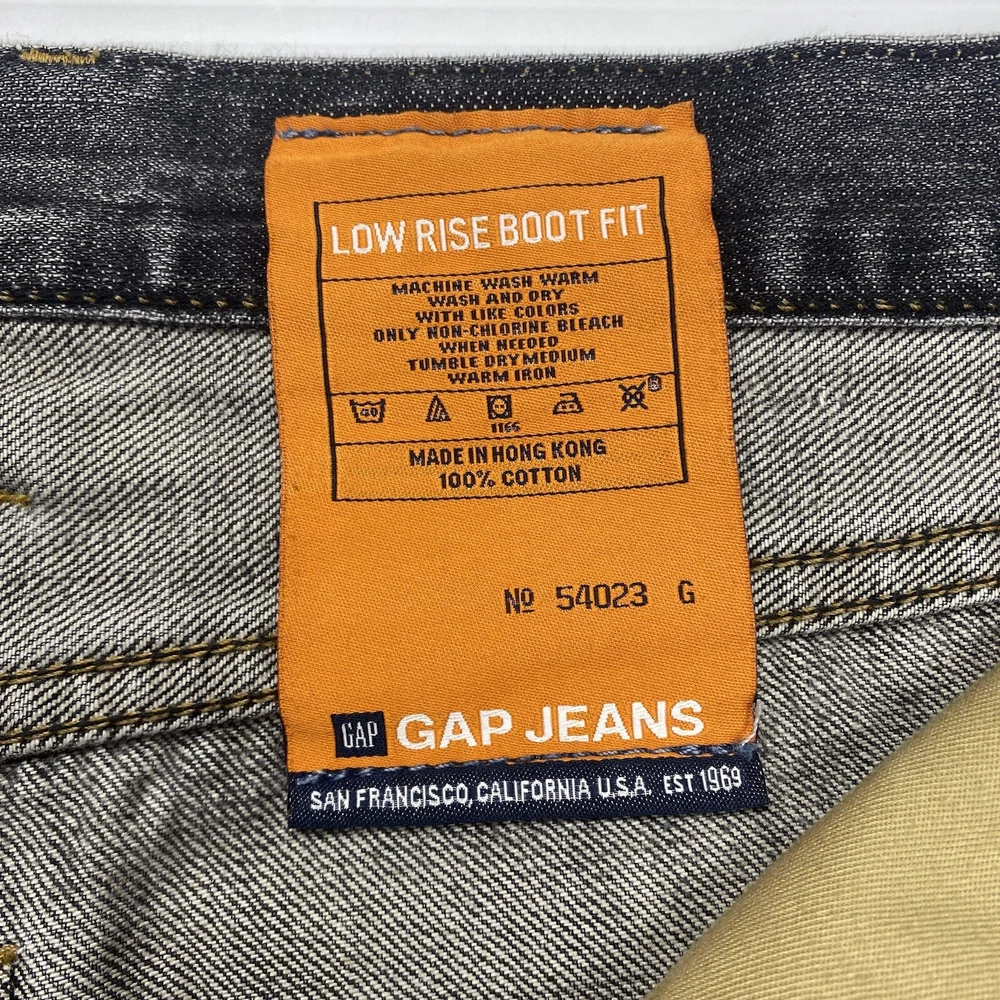 LOW RISE BOOT FIT
MACHINE WASH WARM
WASH AND DRY
WITH LIKE COLORS
ONLY NON-CHLORINE BLEACH
WHEN NEEDED
TUMBLE DRY MEDIUM
WARM IRON
40
1166
MADE IN HONG KONG
100% COTTON
№ 54023 G
GAP GAP JEANS
SAN FRANCISCO, CALIFORNIA U.S.A. EST 1969